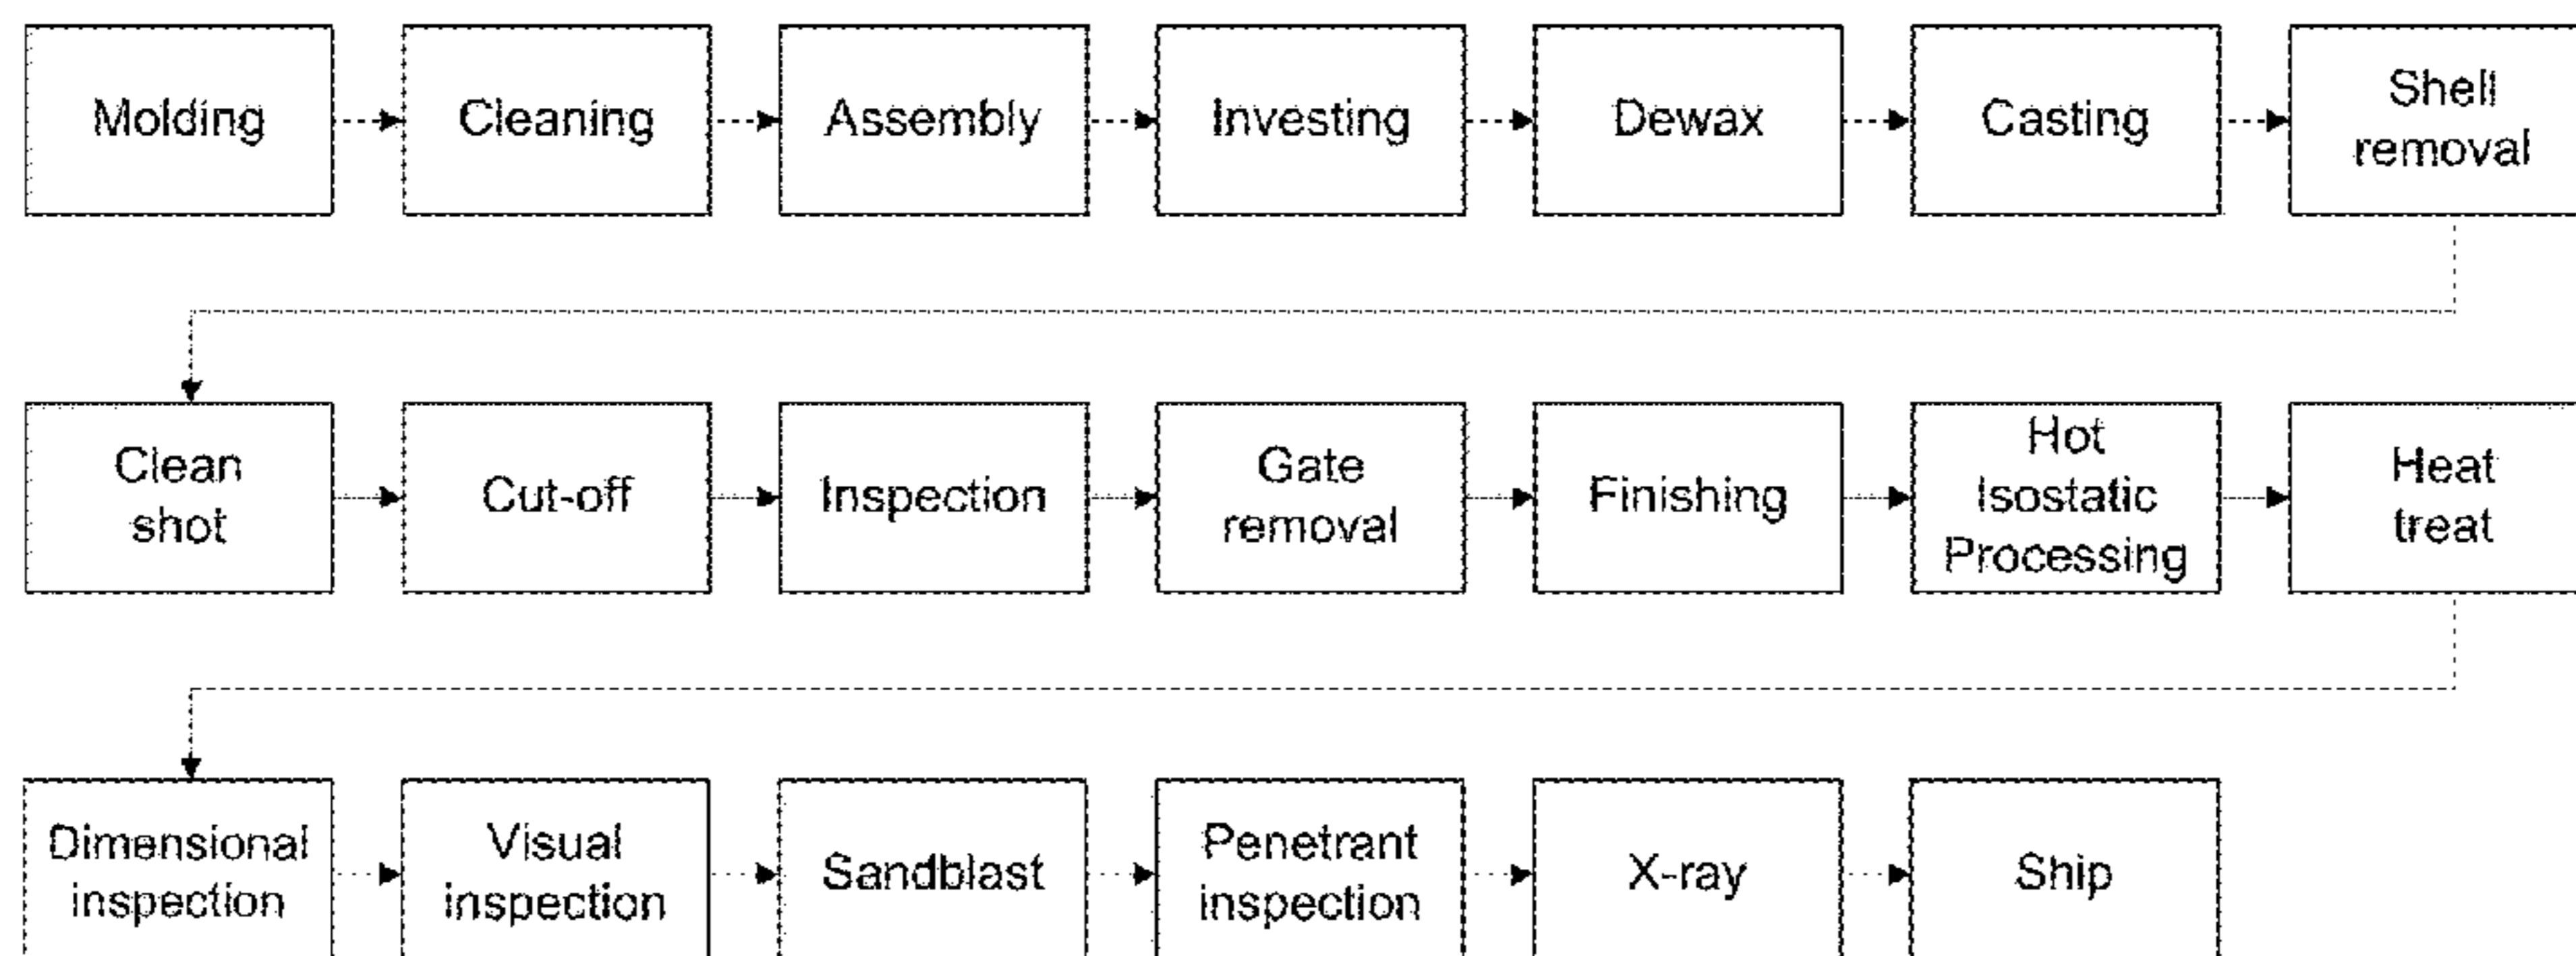 Molding
Cleaning
Assembly
Investing
Dewax
Casting
Shell
removal
Clean
shot
Cut-off
Inspection
Gate
removal
Finishing
Hot
Isostatic
Processing
Heat
treat
Dimensional
inspection
Visual
inspection
Sandblast
Penetrant
inspection
X-ray
Ship